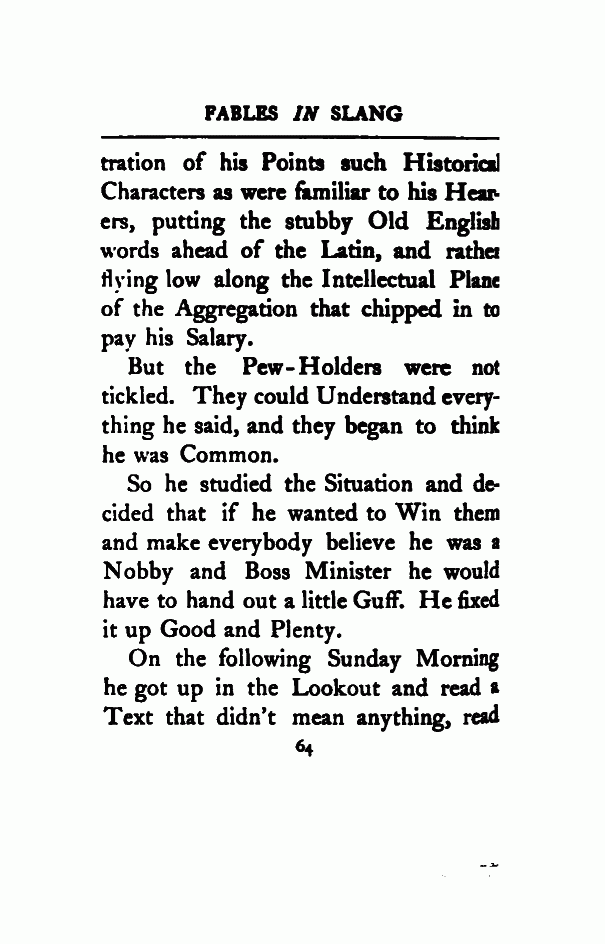 FABLES IN SLANG
tration of his Points such Historical
Characters as were familiar to his Hear-
ers, putting the stubby Old English
words ahead of the Latin, and rather
flying low along the Intellectual Plane
of the Aggregation that chipped in to
pay his Salary.
But the Pew-Holders were not
tickled. They could Understand every-
thing he said, and they began to think
he was Common.
So he studied the Situation and de-
cided that if he wanted to Win them
and make everybody believe he was a
Nobby and Boss Minister he would
have to hand out a little Guff. He fixed
it up Good and Plenty.
On the following Sunday Morning
he got up in the Lookout and read a
Text that didn't mean anything, read
64